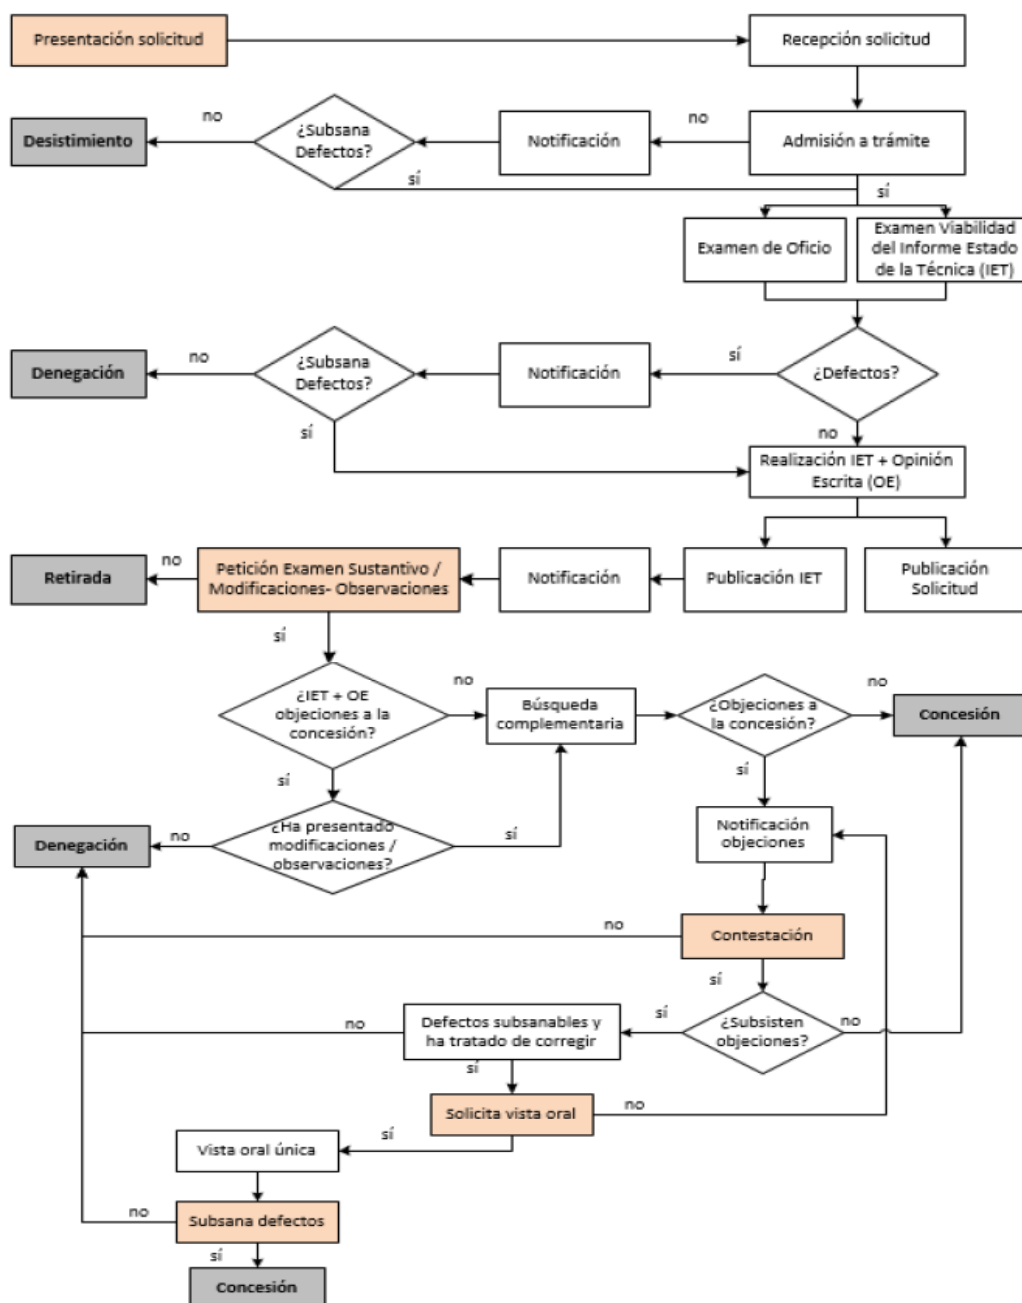 Presentación solicitud
Recepción solicitud
Desistimiento
no
¿Subsana
Defectos?
Notificación
no
Admisión a trámite
sí
sí
Examen de Oficio
Examen Viabilidad
del Informe Estado
de la Técnica (IET)
Denegación
no
¿Subsana
Defectos?
Notificación
sí
¿Defectos?
sí
no
Realización IET + Opinión
Escrita (OE)
Retirada
no
Petición Examen Sustantivo /
Modificaciones- Observaciones
Notificación
Publicación IET
Publicación
Solicitud
sí
¿IET + OE
objeciones a la
concesión?
no
Búsqueda
complementaria
¿Objeciones a
la concesión?
no
Concesión
sí
sí
Denegación
no
¿Ha presentado
modificaciones /
observaciones?
sí
Notificación
objeciones
no
Contestación
sí
no
Defectos subsanables y
ha tratado de corregir
sí
¿Subsisten
objeciones?
no
sí
Solicita vista oral
no
Vista oral única
sí
no
Subsana defectos
sí
Concesión